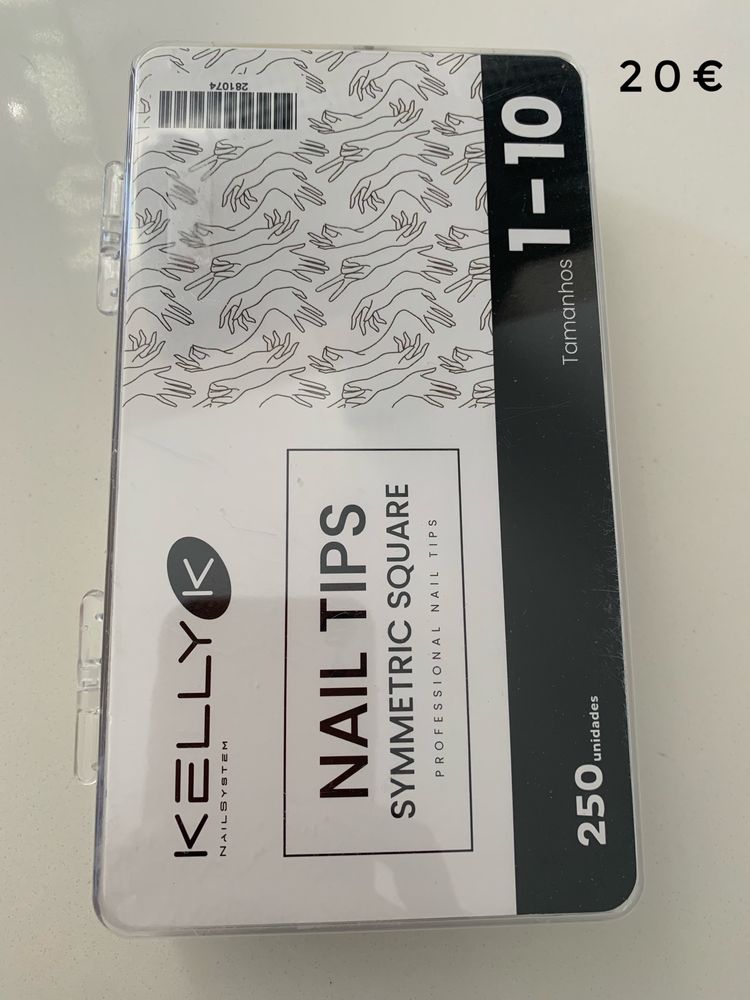 20€
281074
Tamanhos 1-10
KELLY K
NAILSYSTEM
NAIL TIPS
SYMMETRIC SQUARE
PROFESSIONAL NAIL TIPS
250 unidades